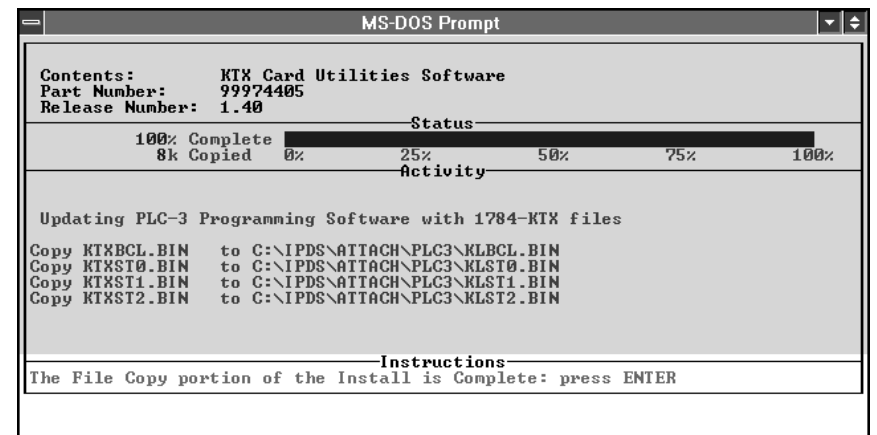 MS-DOS Prompt
Contents: KTX Card Utilities Software
Part Number: 99974405
Release Number: 1.40
Status
100% Complete
8k Copied 0% 25% 50% 75% 100%
Activity
Updating PLC-3 Programming Software with 1784-KTX files
Copy KTXBCL.BIN to C:\IPDS\ATTACH\PLC3\KLBCL.BIN
Copy KTXST0.BIN to C:\IPDS\ATTACH\PLC3\KLST0.BIN
Copy KTXST1.BIN to C:\IPDS\ATTACH\PLC3\KLST1.BIN
Copy KTXST2.BIN to C:\IPDS\ATTACH\PLC3\KLST2.BIN
Instructions
The File Copy portion of the Install is Complete: press ENTER